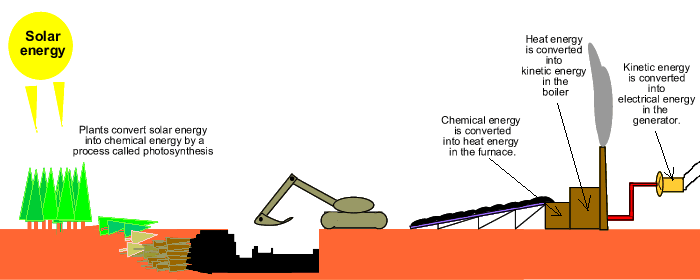 Solar
energy
Plants convert solar energy
into chemical energy by a
process called photosynthesis
Chemical energy
is converted
into heat energy
in the furnace.
Heat energy
is converted
into
kinetic energy
in the
boiler
Kinetic energy
is converted
into
electrical energy
in the
generator.